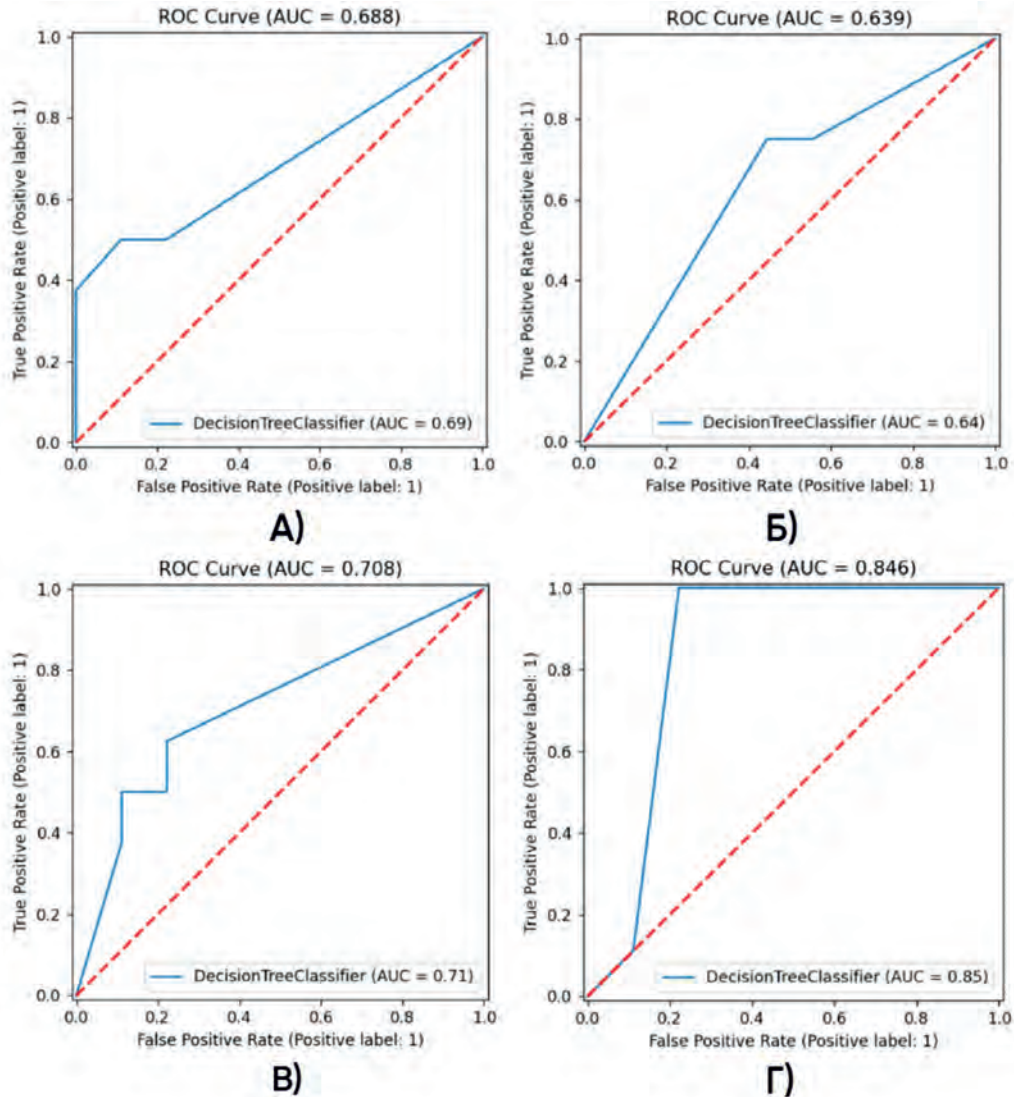 ROC Curve (AUC = 0.688)
True Positive Rate (Positive label: 1)
1.0
0.8
0.6
0.4
0.2
0.0
DecisionTreeClassifier (AUC = 0.69)
0.0 0.2 0.4 0.6 0.8 1.0
False Positive Rate (Positive label: 1)
А)
ROC Curve (AUC = 0.639)
True Positive Rate (Positive label: 1)
1.0
0.8
0.6
0.4
0.2
0.0
DecisionTreeClassifier (AUC = 0.64)
0.0 0.2 0.4 0.6 0.8 1.0
False Positive Rate (Positive label: 1)
Б)
ROC Curve (AUC = 0.708)
True Positive Rate (Positive label: 1)
1.0
0.8
0.6
0.4
0.2
0.0
DecisionTreeClassifier (AUC = 0.71)
0.0 0.2 0.4 0.6 0.8 1.0
False Positive Rate (Positive label: 1)
В)
ROC Curve (AUC = 0.846)
True Positive Rate (Positive label: 1)
1.0
0.8
0.6
0.4
0.2
0.0
DecisionTreeClassifier (AUC = 0.85)
0.0 0.2 0.4 0.6 0.8 1.0
False Positive Rate (Positive label: 1)
Г)